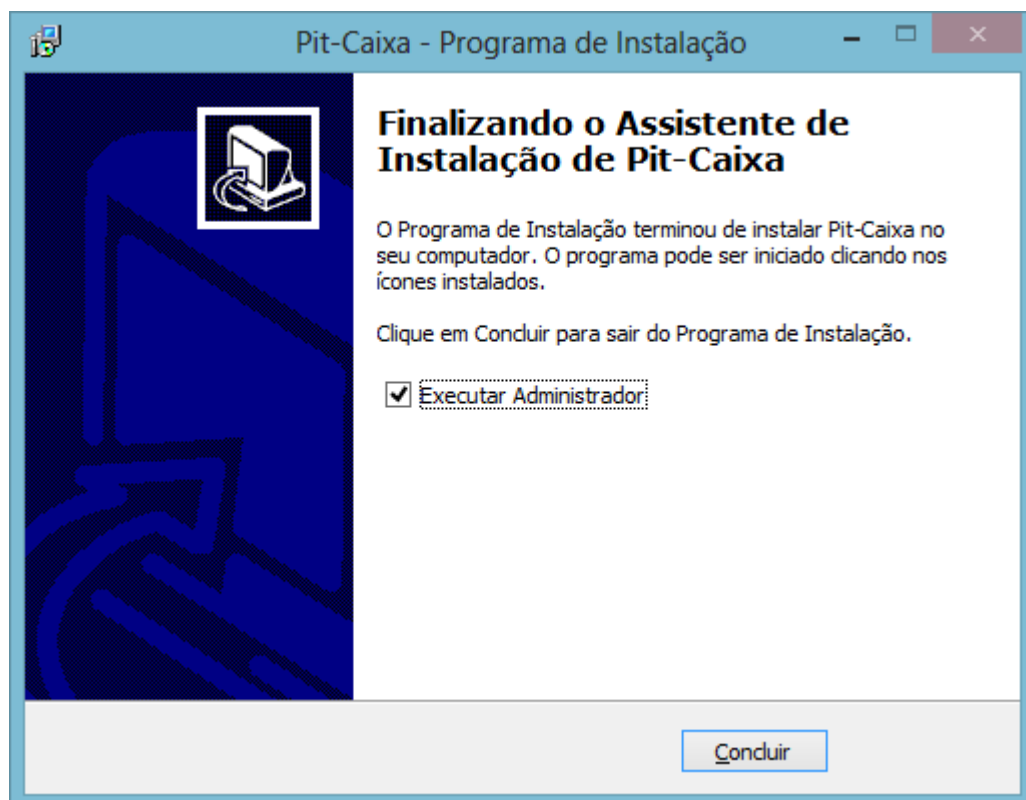 Pit-Caixa - Programa de Instalação
Finalizando o Assistente de
Instalação de Pit-Caixa
O Programa de Instalação terminou de instalar Pit-Caixa no
seu computador. O programa pode ser iniciado clicando nos
ícones instalados.
Clique em Concluir para sair do Programa de Instalação.
Executar Administrador
Concluir